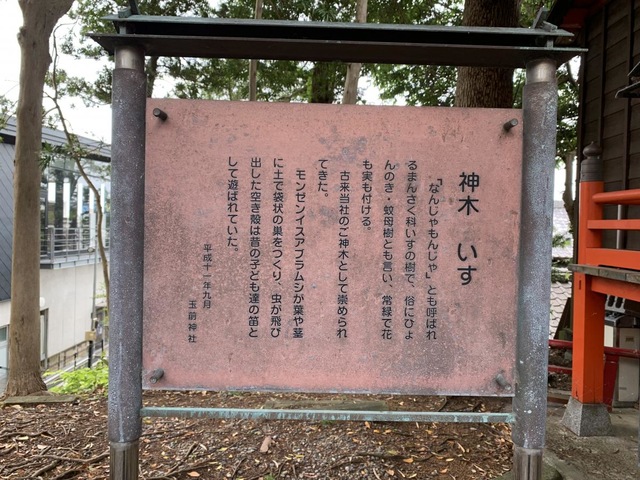 神木　いす
「なんじゃもんじゃ」とも呼ばれ
るまんさく科いすの樹で、俗にひょ
んのき・蚊母樹とも言い、常緑で花
も実も付ける。
古来当社のご神木として崇められ
てきた。
モンゼンイスアブラムシが葉や茎
に土で袋状の巣をつくり、虫が飛び
出した空き殻は昔の子ども達の笛と
して遊ばれていた。
平成十一年九月
玉前神社